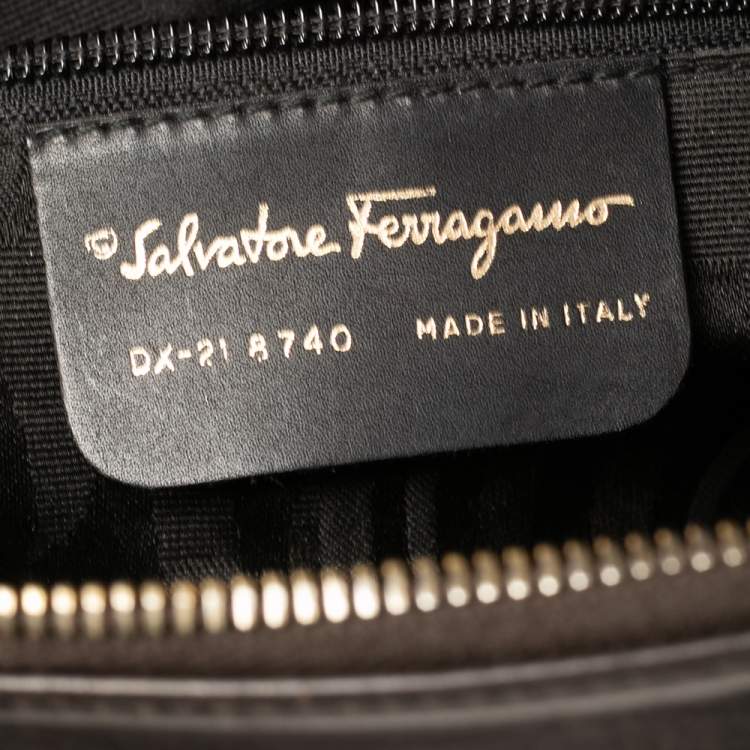 ® Salvatore Ferragamo
DX-21 8740 MADE IN ITALY